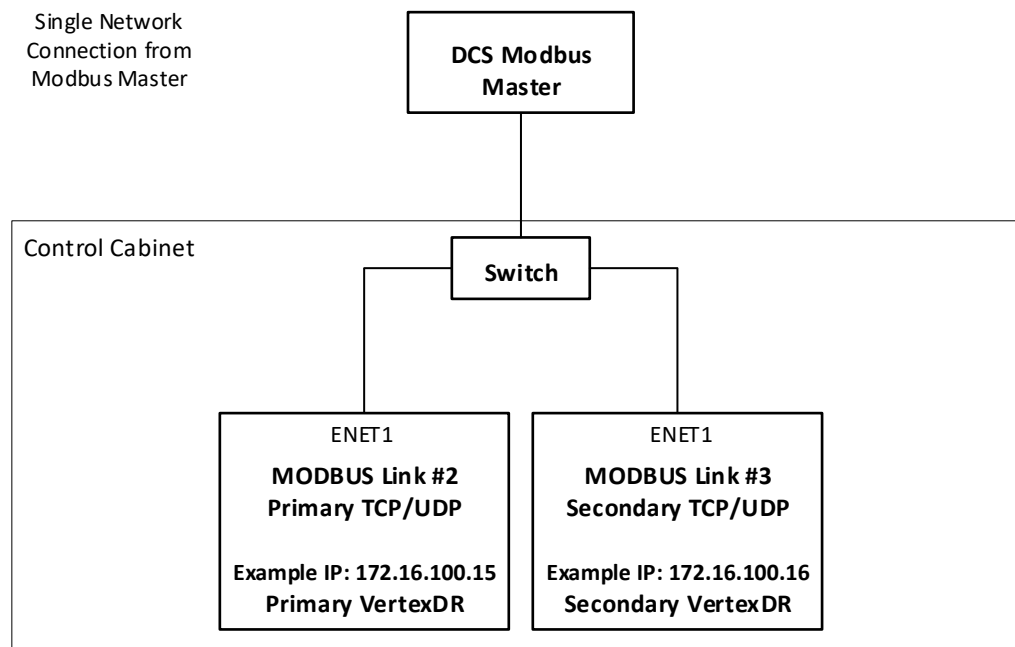 Single Network
Connection from
Modbus Master
DCS Modbus
Master
Control Cabinet
Switch
ENET1
MODBUS Link #2
Primary TCP/UDP
Example IP: 172.16.100.15
Primary VertexDR
ENET1
MODBUS Link #3
Secondary TCP/UDP
Example IP: 172.16.100.16
Secondary VertexDR